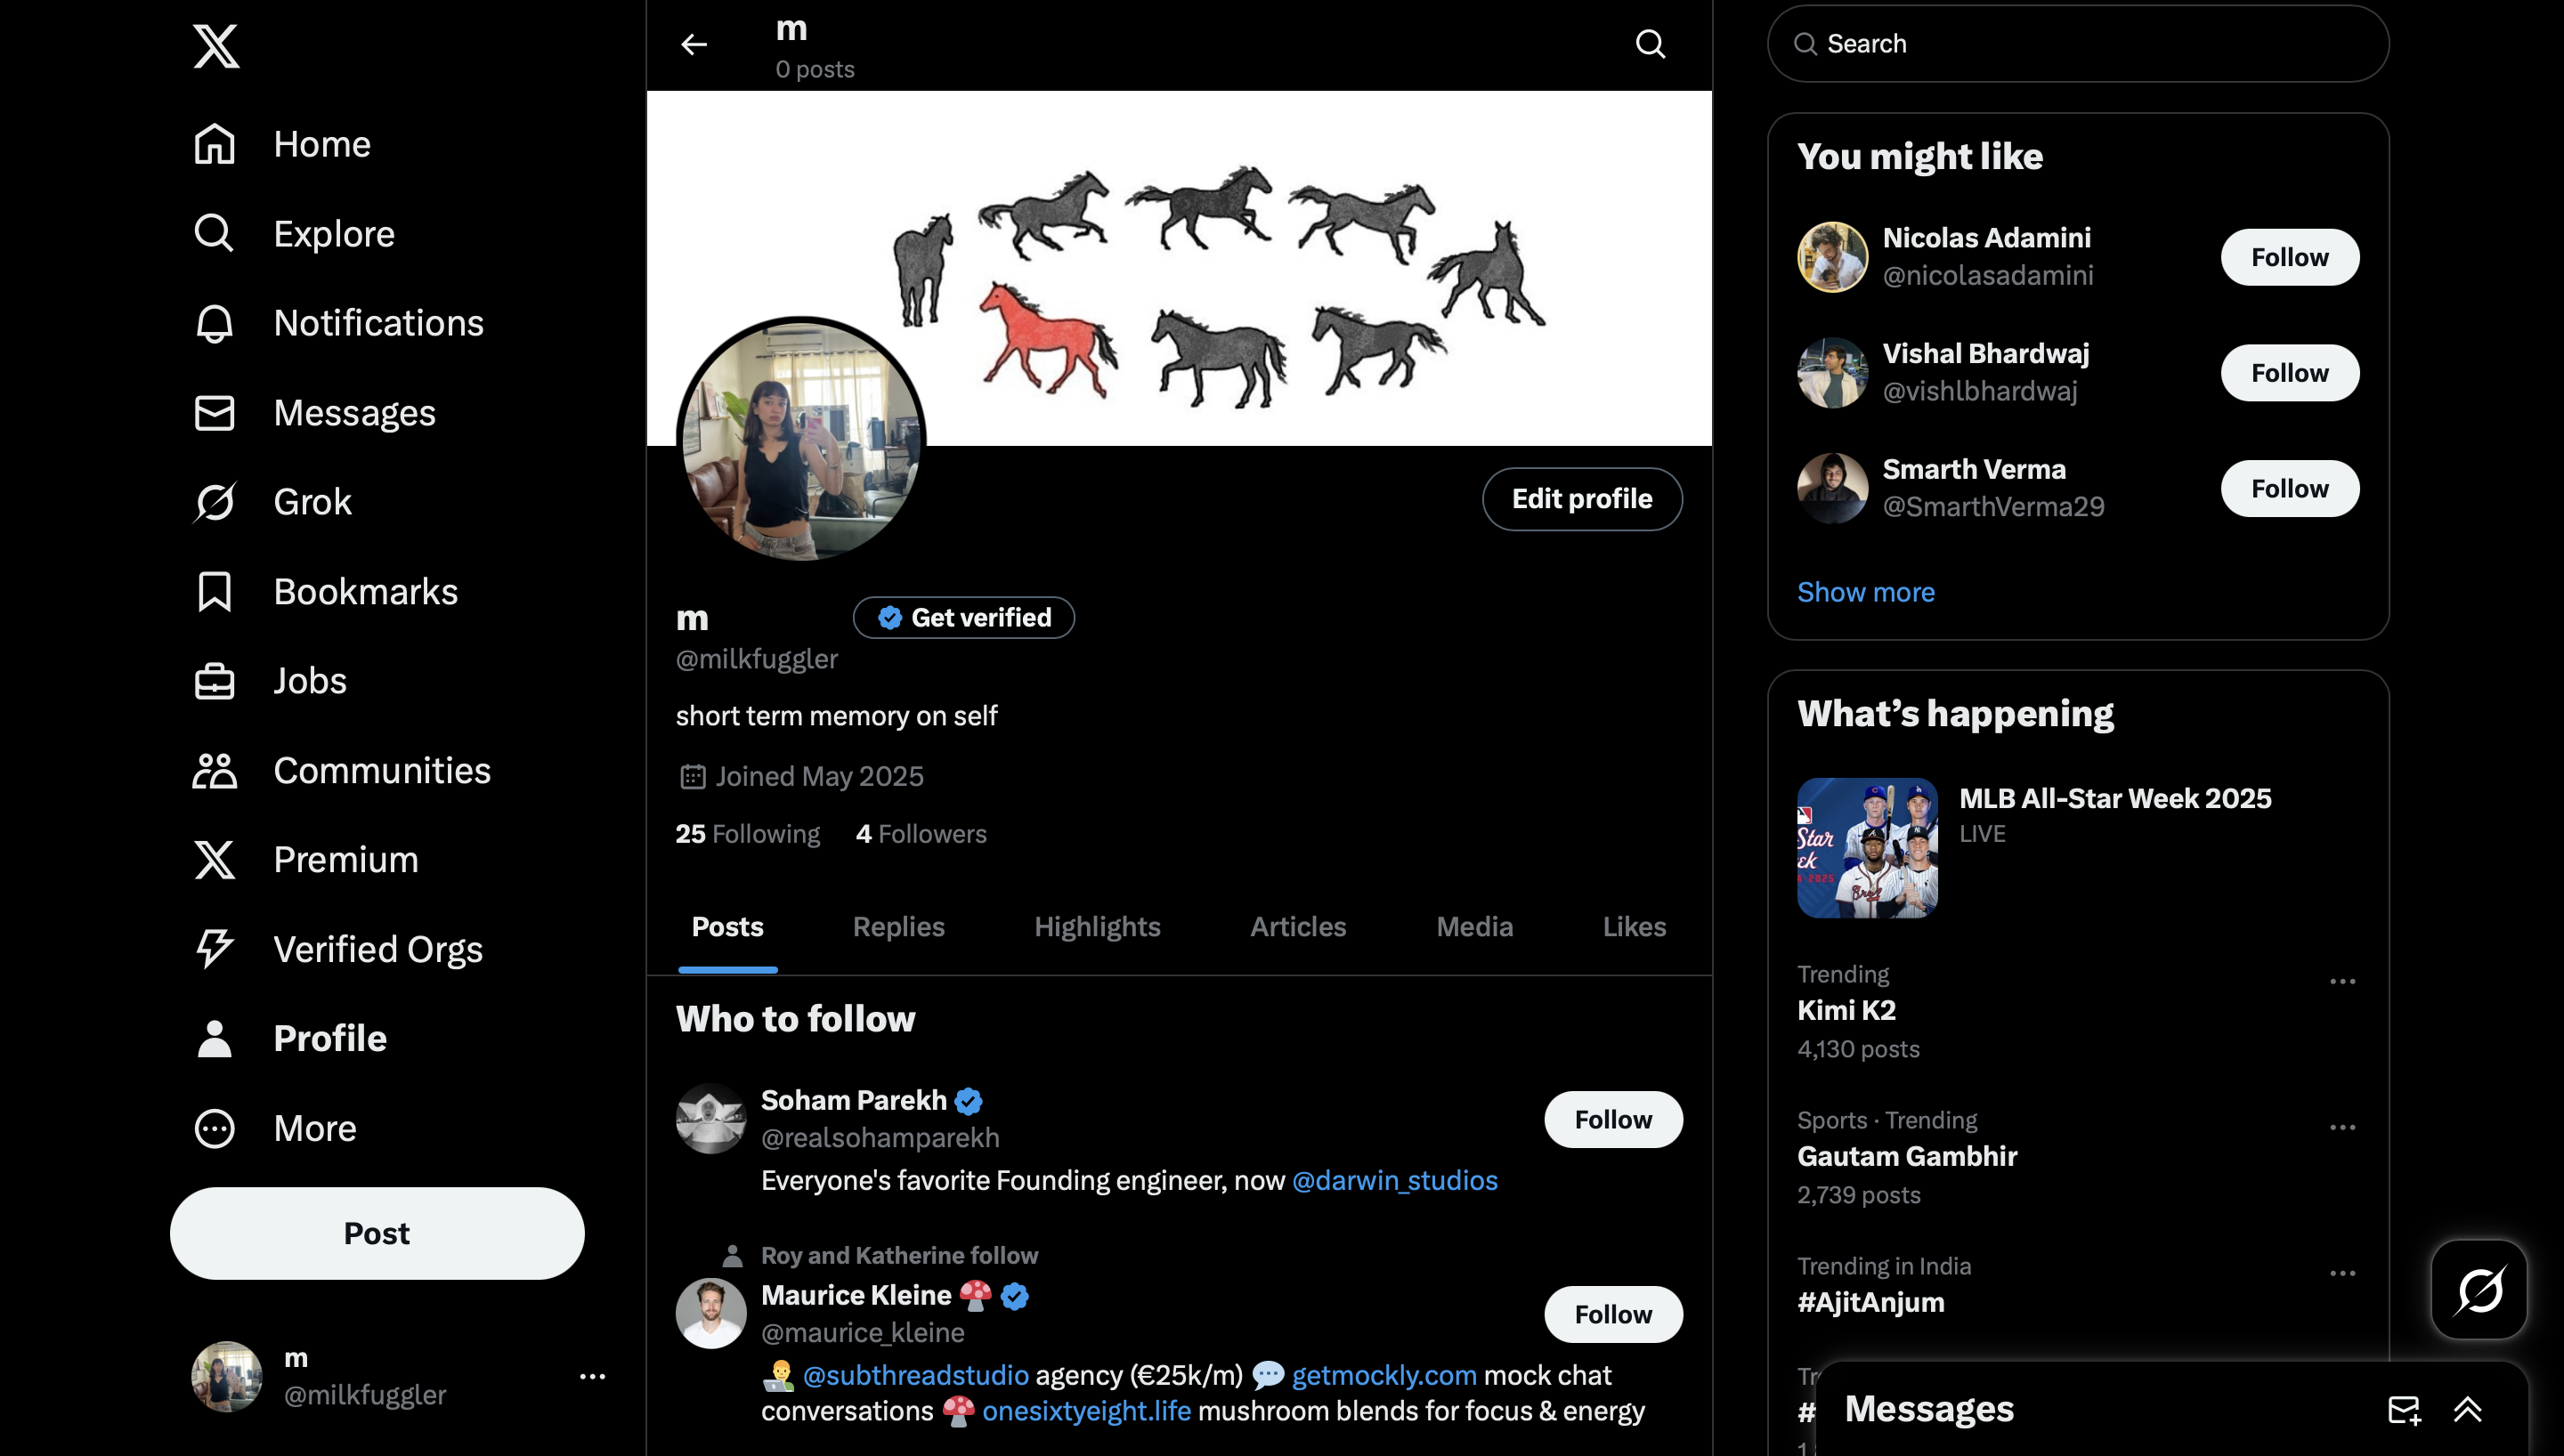 Home
Explore
Notifications
Messages
Grok
Bookmarks
Jobs
Communities
Premium
Verified Orgs
Profile
More
Post
m
@milkfuggler
m
0 posts
Edit profile
m
Get verified
@milkfuggler
short term memory on self
Joined May 2025
25 Following 4 Followers
Posts Replies Highlights Articles Media Likes
Who to follow
Soham Parekh
@realsohamparekh
Follow
Everyone's favorite Founding engineer, now @darwin_studios
Roy and Katherine follow
Maurice Kleine
@maurice_kleine
Follow
@subthreadstudio agency (€25k/m) 💬 getmockly.com mock chat
conversations 🍄 onesixtyeight.life mushroom blends for focus & energy
Search
You might like
Nicolas Adamini
@nicolasadamini
Follow
Vishal Bhardwaj
@vishlbhardwaj
Follow
Smarth Verma
@SmarthVerma29
Follow
Show more
What's happening
MLB All-Star Week 2025
LIVE
Trending
Kimi K2
4,130 posts
Sports · Trending
Gautam Gambhir
2,739 posts
Trending in India
#AjitAnjum
Messages